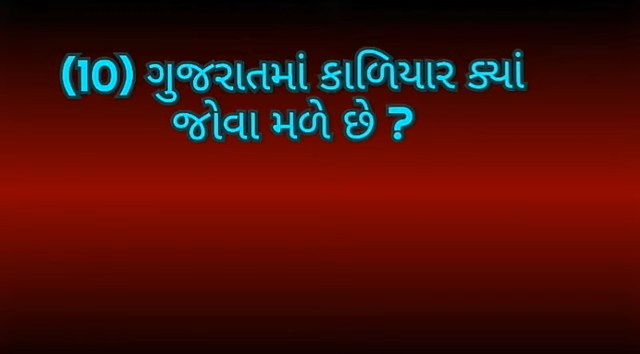 (10) ગુજરાતમાં કાળિયાર ક્યાં
જોવા મળે છે ?